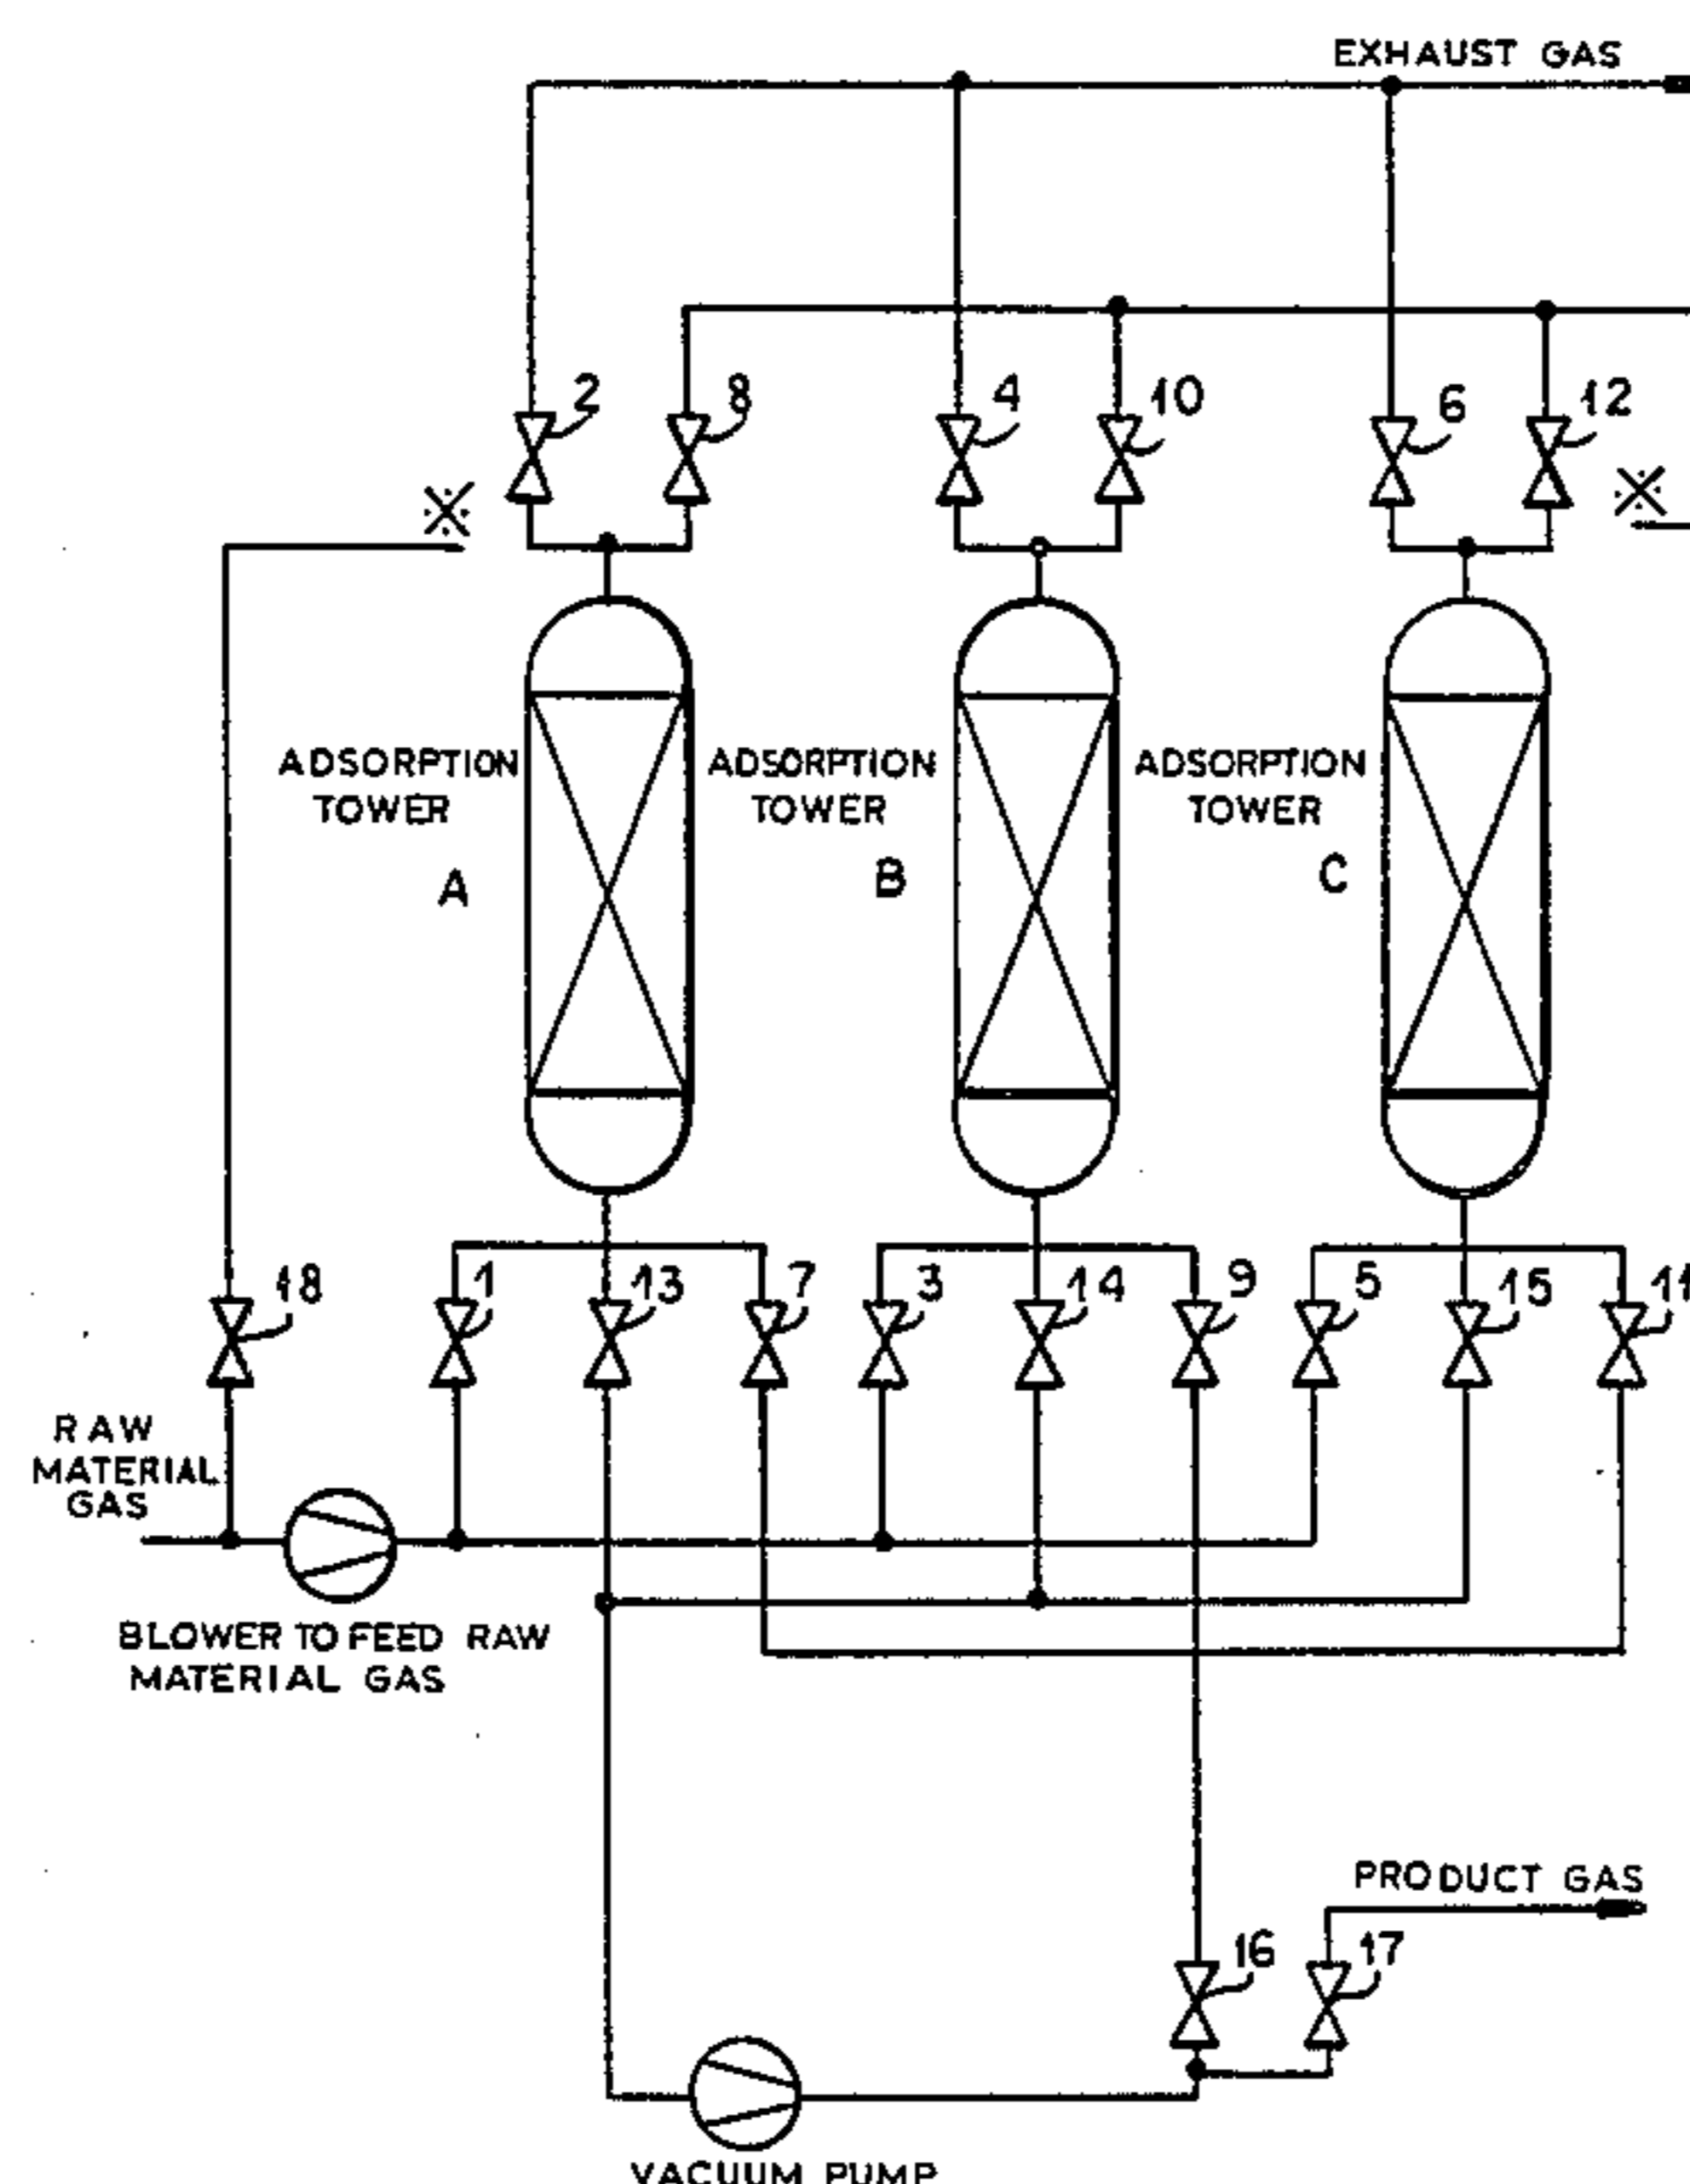 EXHAUST GAS
2
8
4
10
6
12
※
※
ADSORPTION
TOWER
A
ADSORPTION
TOWER
B
ADSORPTION
TOWER
C
18
1
13
7
3
14
9
5
15
11
RAW
MATERIAL
GAS
BLOWER TO FEED RAW
MATERIAL GAS
PRODUCT GAS
16
17
VACUUM PUMP